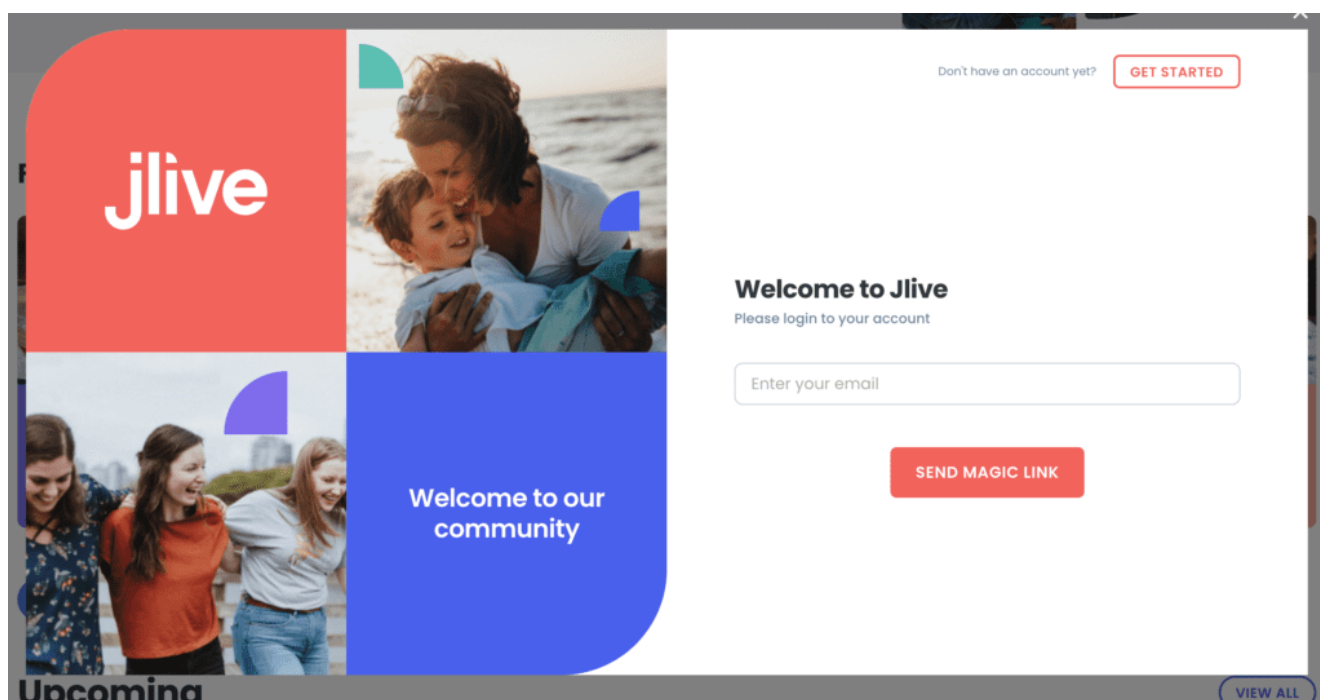 jlive
Welcome to our
community
Don't have an account yet?
GET STARTED
Welcome to Jlive
Please login to your account
Enter your email
SEND MAGIC LINK
Upcoming
VIEW ALL